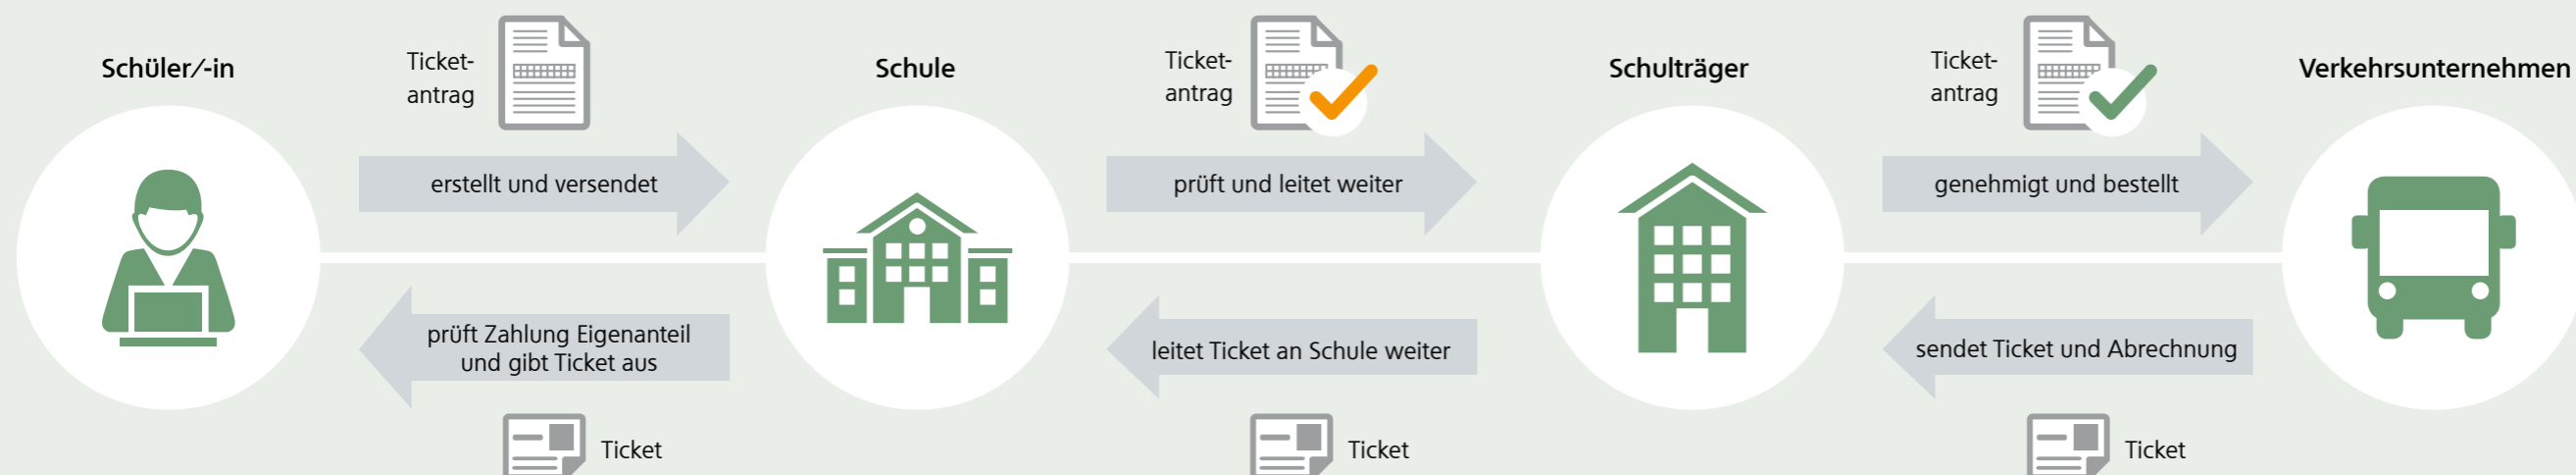 Schüler/-in
Ticket-
antrag
Schule
Ticket-
antrag
Schulträger
Ticket-
antrag
Verkehrsunternehmen
erstellt und versendet
prüft und leitet weiter
genehmigt und bestellt
prüft Zahlung Eigenanteil
und gibt Ticket aus
leitet Ticket an Schule weiter
sendet Ticket und Abrechnung
Ticket
Ticket
Ticket